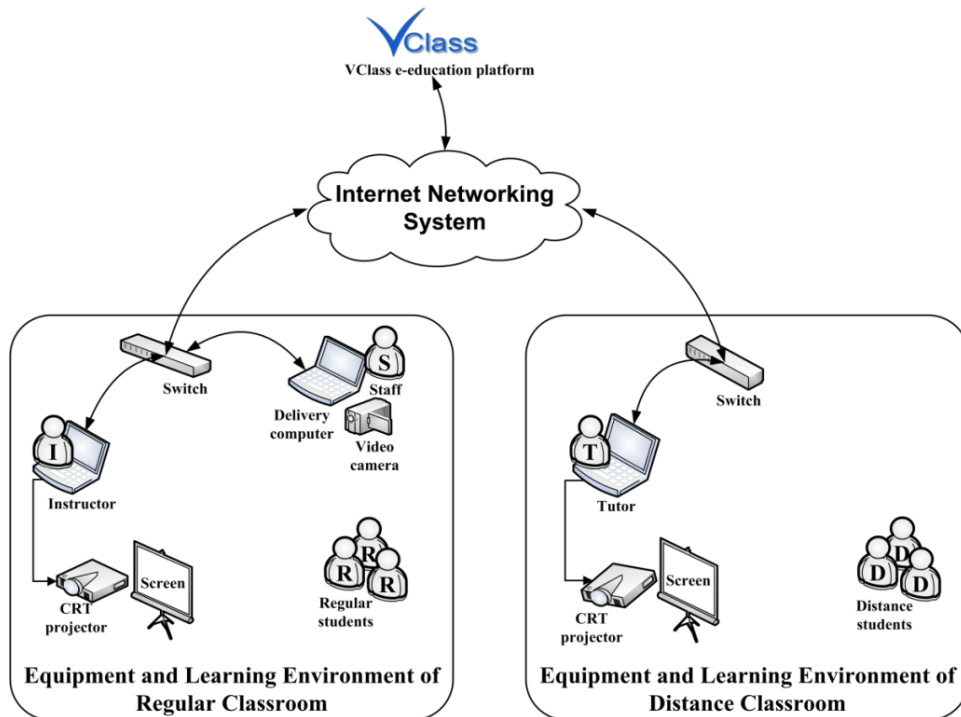 VClass
VClass e-education platform
Internet Networking
System
Switch
S
Staff
Delivery
computer
Video
camera
I
Instructor
CRT
projector
Screen
R
R
R
Regular
students
Equipment and Learning Environment of
Regular Classroom
Switch
T
Tutor
CRT
projector
Screen
D
D
D
Distance
students
Equipment and Learning Environment of
Distance Classroom